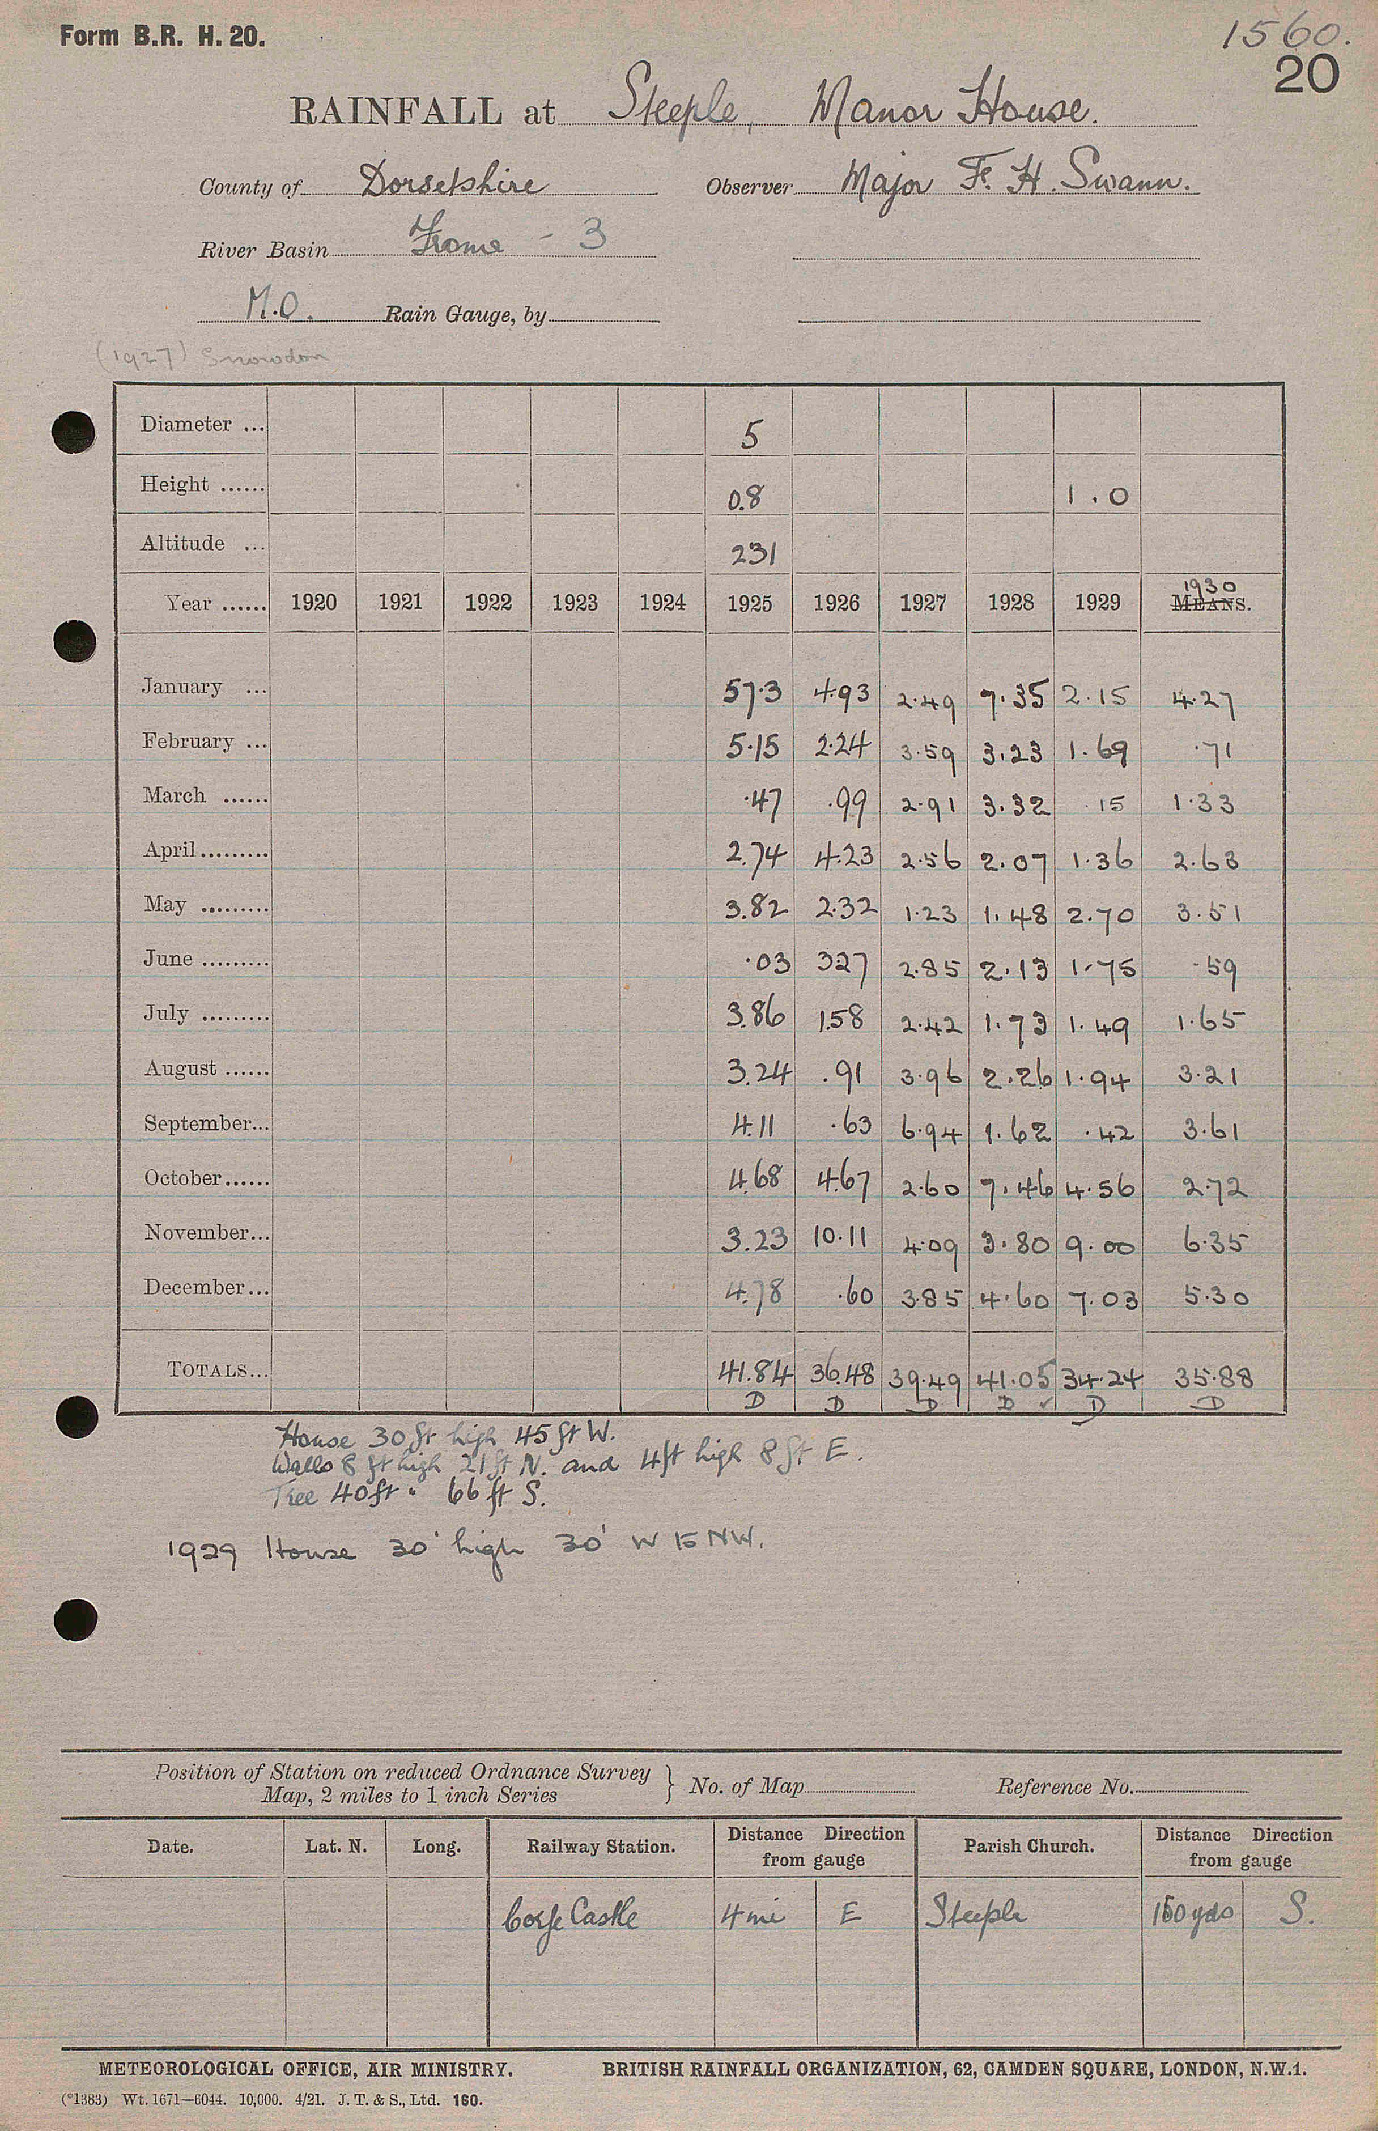 Form B.R. H. 20.
1560.
20
RAINFALL at Steeple, Manor House.
County of Dorsetshire Observer Major F. H. Swann.
River Basin Frome - 3
M.O. Rain Gauge, by
(1927) Snowdon
Diameter ... 5
Height ...... 0.8 1.0
Altitude ... 231
Year ...... 1920 1921 1922 1923 1924 1925 1926 1927 1928 1929 1930 MEANS.
January ... 57.3 4.93 2.49 7.35 2.15 4.27
February ... 5.15 2.24 3.59 3.23 1.69 .71
March ...... .47 .99 2.91 3.32 .15 1.33
April ......... 2.74 4.23 2.56 2.07 1.36 2.63
May ......... 3.82 2.32 1.23 1.48 2.70 3.51
June ......... .03 327 2.85 2.13 1.75 .59
July ......... 3.86 1.58 2.42 1.73 1.49 1.65
August ...... 3.24 .91 3.96 2.26 1.94 3.21
September... 4.11 .63 6.94 1.62 .42 3.61
October...... 4.68 4.67 2.60 7.46 4.56 2.72
November... 3.23 10.11 4.09 3.80 9.00 6.35
December... 4.78 .60 3.85 4.60 7.03 5.30
TOTALS... 41.84 36.48 39.49 41.05 34.24 35.88
D D D D ✓ D D
House 30 ft high 45 ft W.
Walls 8 ft high 21 ft N. and 4ft high 8 ft E.
Tree 40ft " 66 ft S.
1929 House 30' high 30' W to NW.
Position of Station on reduced Ordnance Survey
Map, 2 miles to 1 inch Series } No. of Map Reference No.
Date. Lat. N. Long. Railway Station. Distance Direction from gauge Parish Church. Distance Direction from gauge
Corfe Castle 4 mi E Steeple 150 yds S.
METEOROLOGICAL OFFICE, AIR MINISTRY. BRITISH RAINFALL ORGANIZATION, 62, CAMDEN SQUARE, LONDON, N.W.1.
(*1383) Wt. 1671—6044. 10,000. 4/21. J. T. & S., Ltd. 160.